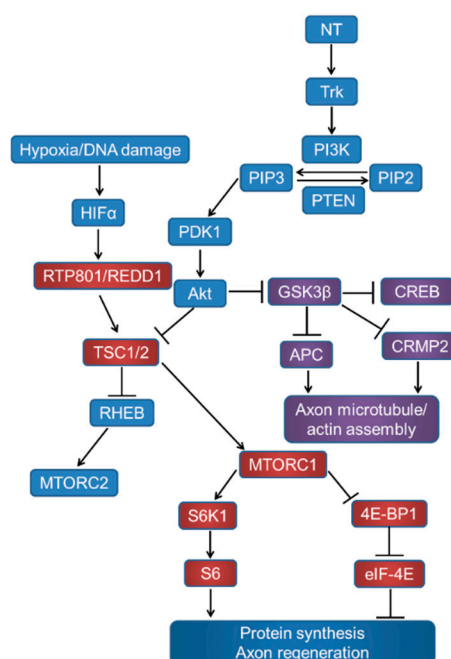 NT
Trk
PI3K
Hypoxia/DNA damage
PIP3
PIP2
PTEN
HIFα
PDK1
RTP801/REDD1
Akt
GSK3β
CREB
TSC1/2
APC
CRMP2
RHEB
Axon microtubule/
actin assembly
MTORC1
MTORC2
S6K1
4E-BP1
S6
eIF-4E
Protein synthesis
Axon regeneration